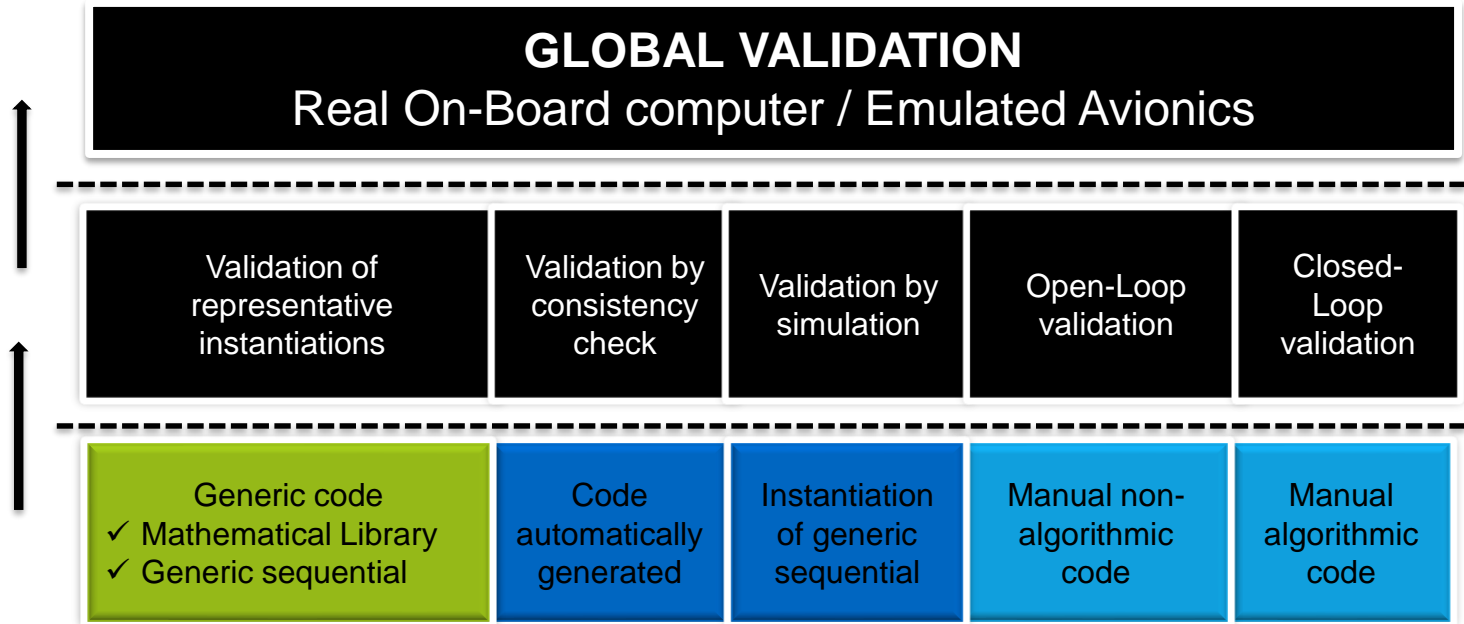 GLOBAL VALIDATION
Real On-Board computer / Emulated Avionics
Validation of
representative
instantiations
Validation by
consistency
check
Validation by
simulation
Open-Loop
validation
Closed-
Loop
validation
Generic code
✓ Mathematical Library
✓ Generic sequential
Code
automatically
generated
Instantiation
of generic
sequential
Manual non-
algorithmic
code
Manual
algorithmic
code